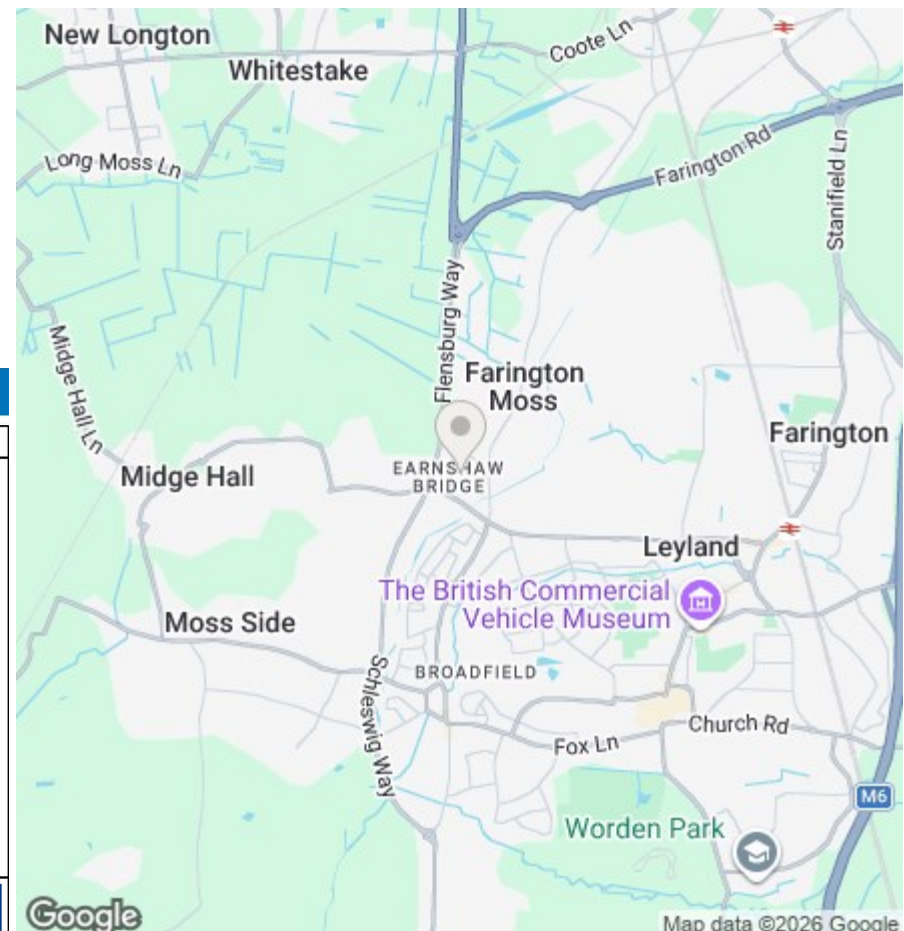 New Longton
Coote Ln
Whitestake
Long Moss Ln
Farington Rd
Stanifield Ln
Flensburg Way
Midge Hall Ln
Farington
Moss
Farington
EARNSHAW
BRIDGE
Midge Hall
Leyland
The British Commercial
Vehicle Museum
Moss Side
BROADFIELD
Schleswig Way
Church Rd
Fox Ln
M6
Worden Park
Google
Map data ©2026 Google